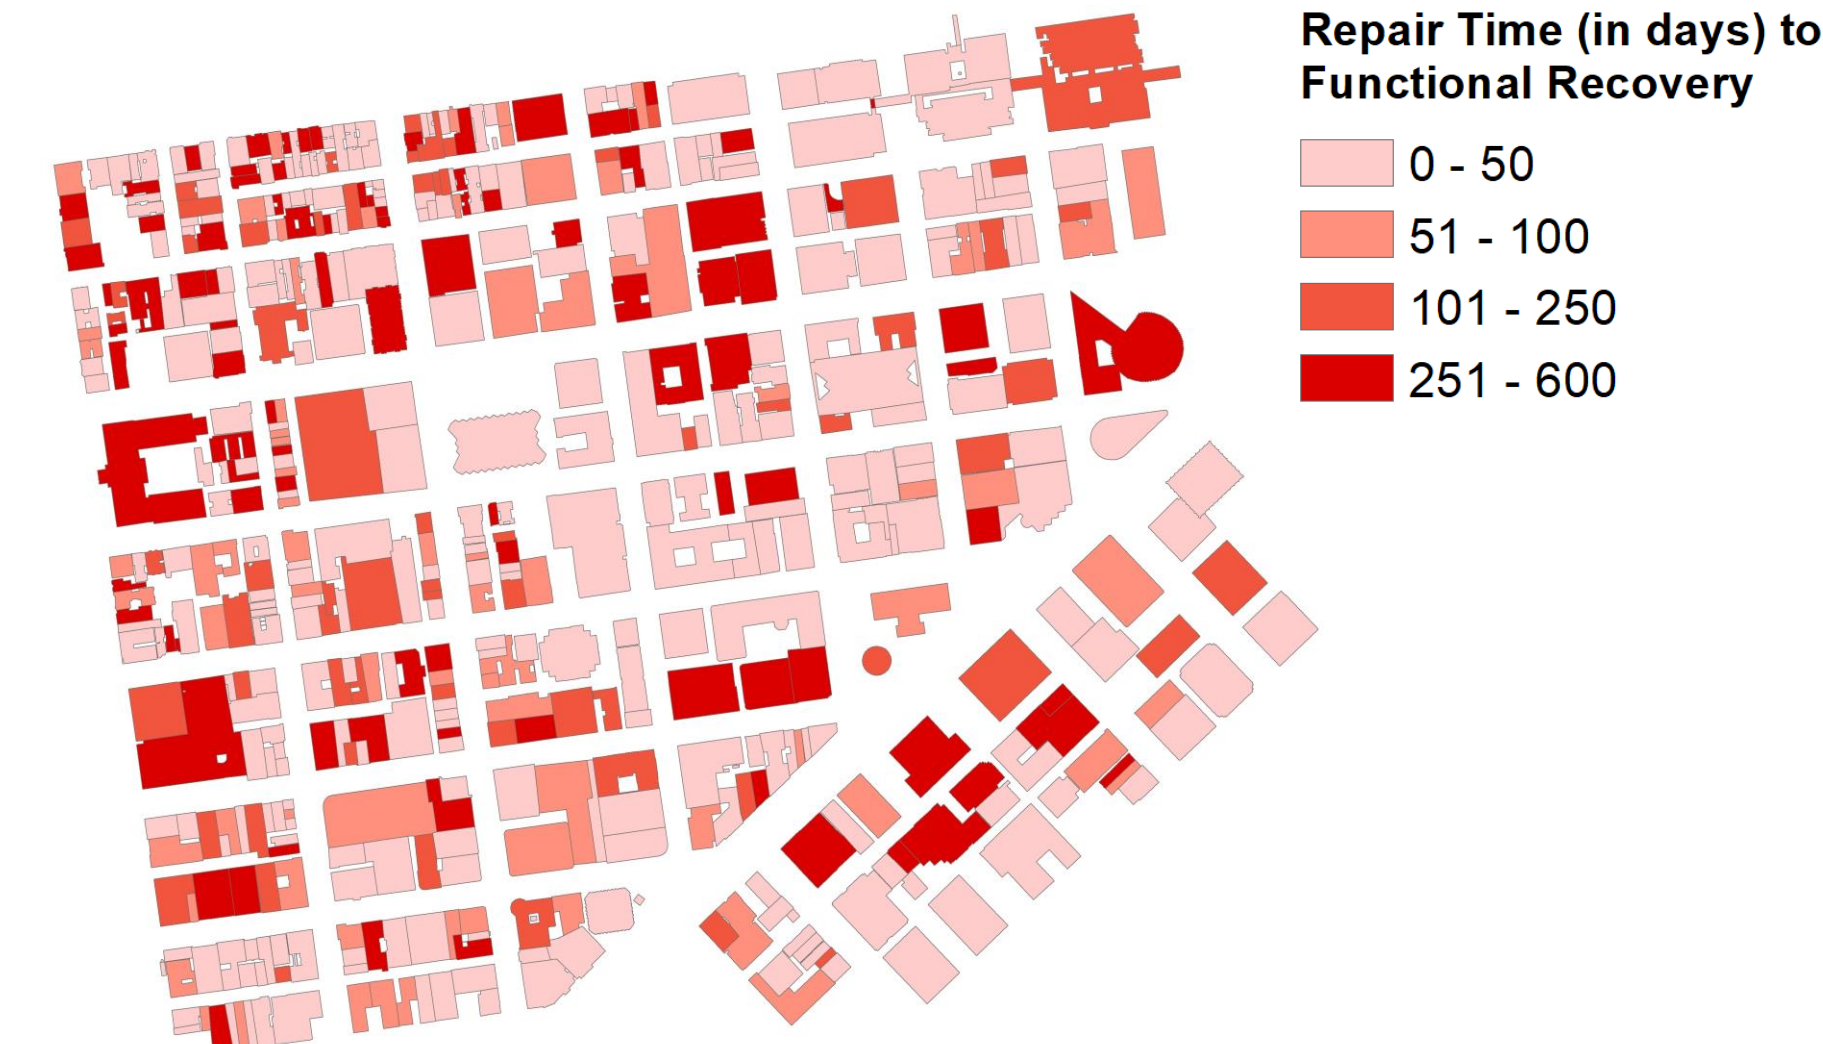 Repair Time (in days) to
Functional Recovery
0 - 50
51 - 100
101 - 250
251 - 600